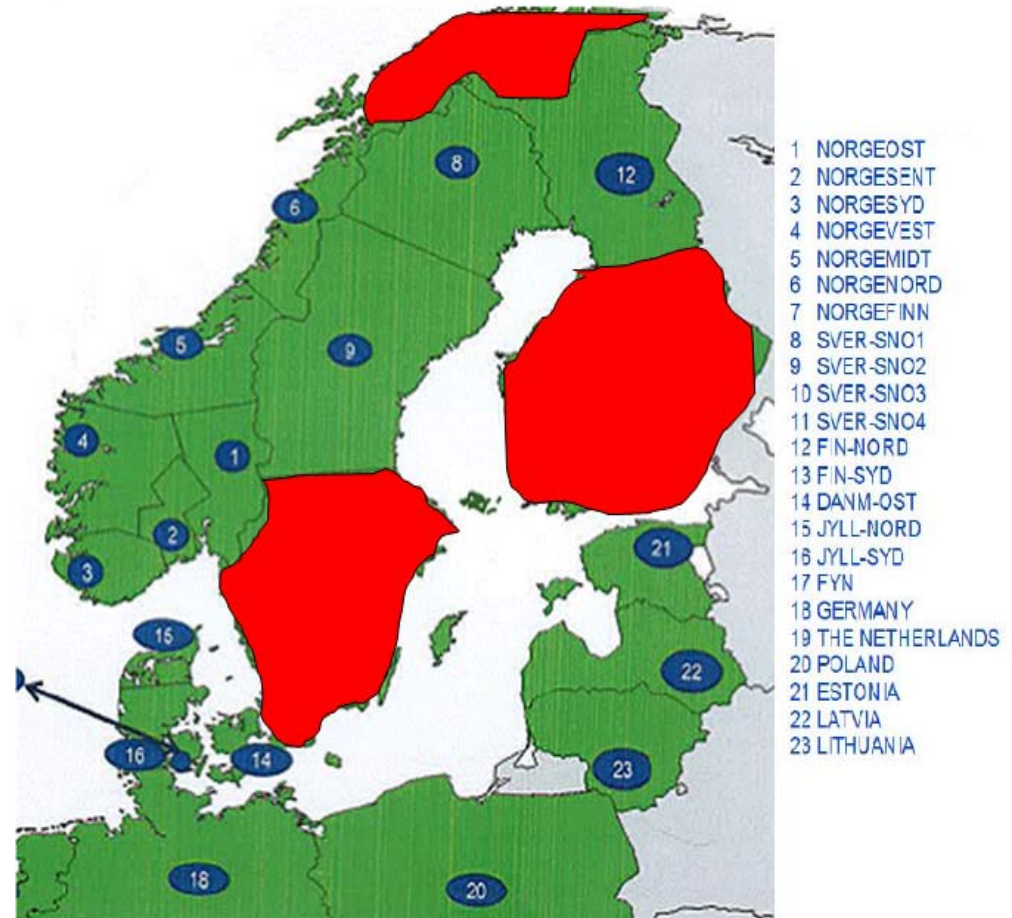 8
12
6
5
9
4
1
2
3
21
15
22
16
14
23
18
20
1 NORGEOST
2 NORGESENT
3 NORGESYD
4 NORGEVEST
5 NORGEMIDT
6 NORGENORD
7 NORGEFINN
8 SVER-SNO1
9 SVER-SNO2
10 SVER-SNO3
11 SVER-SNO4
12 FIN-NORD
13 FIN-SYD
14 DANM-OST
15 JYLL-NORD
16 JYLL-SYD
17 FYN
18 GERMANY
19 THE NETHERLANDS
20 POLAND
21 ESTONIA
22 LATVIA
23 LITHUANIA